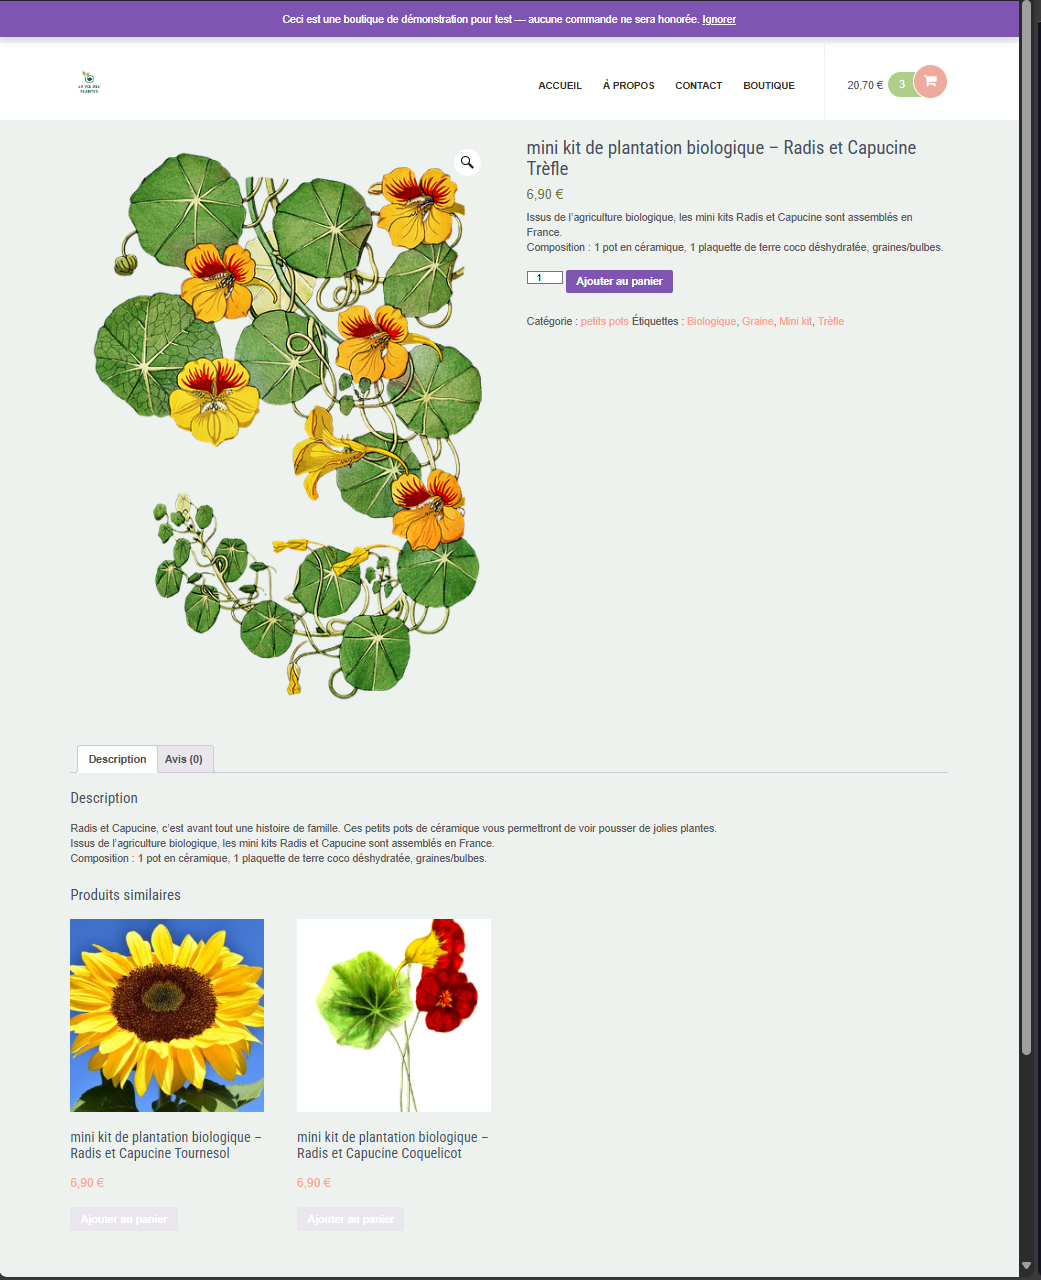 Ceci est une boutique de démonstration pour test — aucune commande ne sera honorée. Ignorer
LA VIE DES
PLANTES
ACCUEIL À PROPOS CONTACT BOUTIQUE 20,70 € 3
mini kit de plantation biologique – Radis et Capucine
Trèfle
6,90 €
Issus de l’agriculture biologique, les mini kits Radis et Capucine sont assemblés en
France.
Composition : 1 pot en céramique, 1 plaquette de terre coco déshydratée, graines/bulbes.
1 Ajouter au panier
Catégorie : petits pots Étiquettes : Biologique, Graine, Mini kit, Trèfle
Description Avis (0)
Description
Radis et Capucine, c’est avant tout une histoire de famille. Ces petits pots de céramique vous permettront de voir pousser de jolies plantes.
Issus de l’agriculture biologique, les mini kits Radis et Capucine sont assemblés en France.
Composition : 1 pot en céramique, 1 plaquette de terre coco déshydratée, graines/bulbes.
Produits similaires
mini kit de plantation biologique –
Radis et Capucine Tournesol
6,90 €
Ajouter au panier
mini kit de plantation biologique –
Radis et Capucine Coquelicot
6,90 €
Ajouter au panier